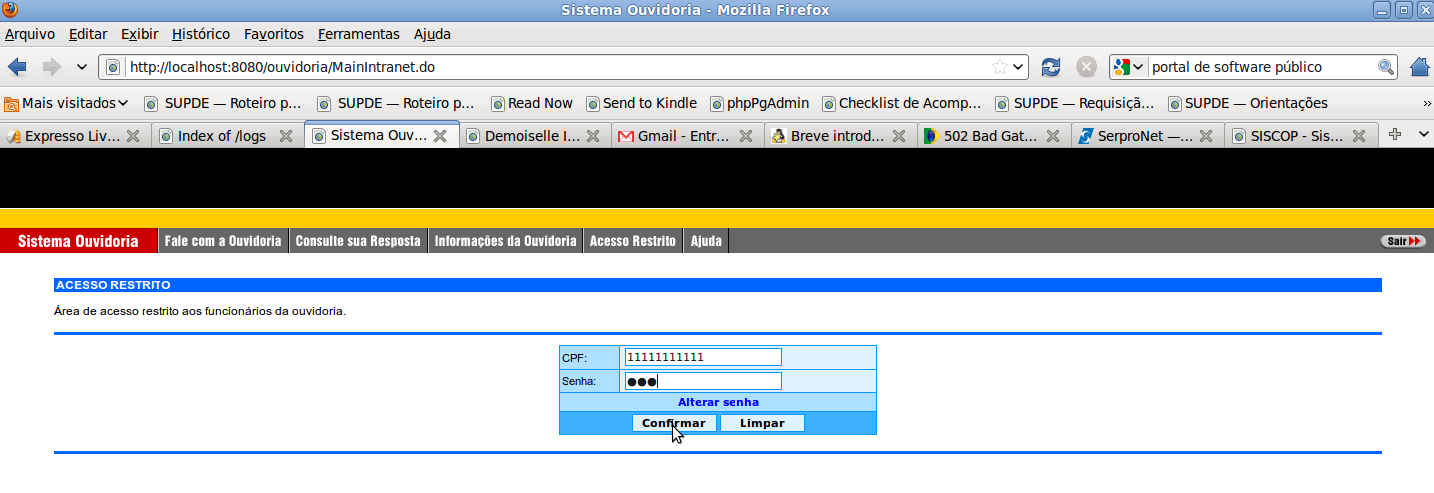 Sistema Ouvidoria - Mozilla Firefox
Arquivo Editar Exibir Histórico Favoritos Ferramentas Ajuda
http://localhost:8080/ouvidoria/MainIntranet.do portal de software público
Mais visitados SUPDE — Roteiro p... SUPDE — Roteiro p... Read Now Send to Kindle phpPgAdmin Checklist de Acomp... SUPDE — Requisiçã... SUPDE — Orientações »
Expresso Liv... Index of /logs Sistema Ouv... Demoiselle I... Gmail - Entr... Breve introd... 502 Bad Gat... SerproNet —... SISCOP - Sis...
Sistema Ouvidoria Fale com a Ouvidoria Consulte sua Resposta Informações da Ouvidoria Acesso Restrito Ajuda Sair
ACESSO RESTRITO
Área de acesso restrito aos funcionários da ouvidoria.
CPF: 11111111111
Senha: ●●●
Alterar senha
Confirmar Limpar